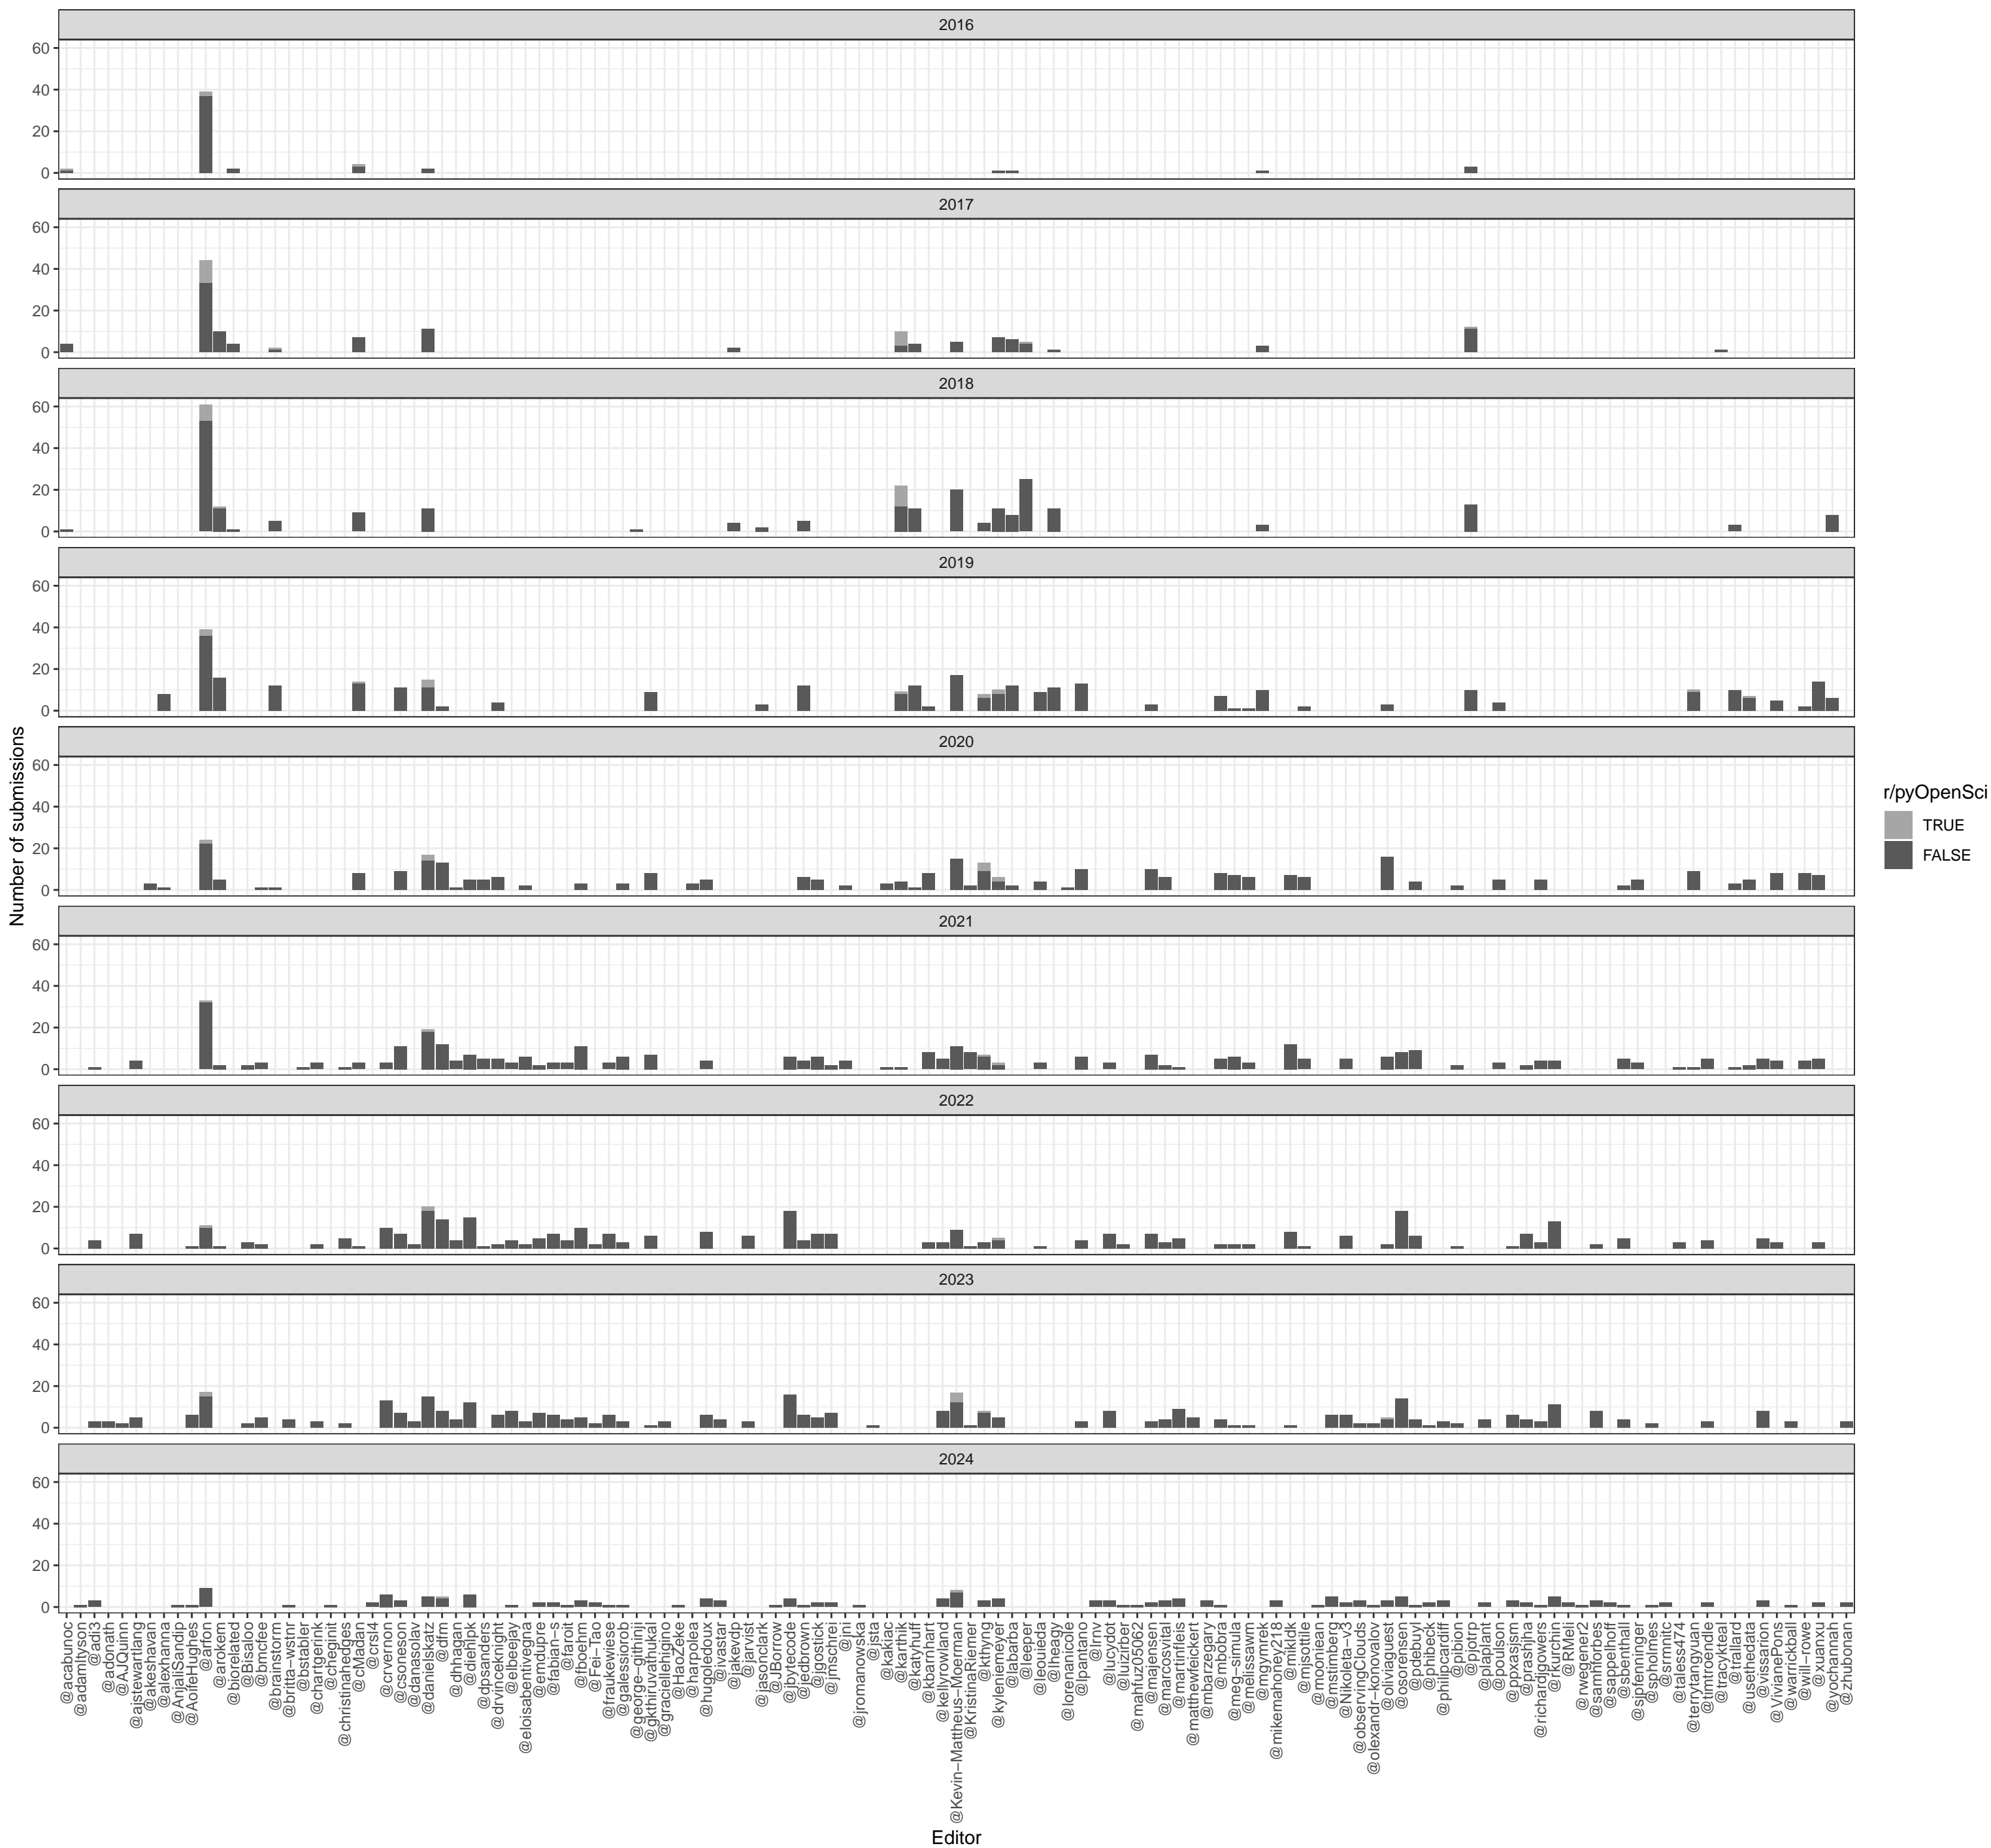 2016
60
40
20
0
2017
60
40
20
0
2018
60
40
20
0
2019
60
40
20
0
2020
60
40
20
0
2021
60
40
20
0
2022
60
40
20
0
2023
60
40
20
0
2024
60
40
20
0
Number of submissions
@acabunoc
@adamltyson
@adi3
@adonath
@AJQuinn
@ajstewartlang
@akeshavan
@alexhanna
@AnjaliSandip
@AoifeHughes
@arfon
@arokem
@biorelated
@Bisaloo
@bmcfee
@brainstorm
@britta−wstnr
@bstabler
@chartgerink
@cheginit
@christinahedges
@cMadan
@crsl4
@crvernon
@csoneson
@danasolav
@danielskatz
@dfm
@dhhagan
@diehlpk
@dpsanders
@drvinceknight
@elbeejay
@eloisabentivegna
@emdupre
@fabian−s
@faroit
@fboehm
@Fei−Tao
@fraukewiese
@galessiorob
@george−githinji
@gkthiruvathukal
@graciellehigino
@HaoZeke
@harpolea
@hugoledoux
@ivastar
@jakevdp
@jarvist
@jasonclark
@JBorrow
@jbytecode
@jedbrown
@jgostick
@jmschrei
@jni
@jromanowska
@jsta
@kakiac
@karthik
@katyhuff
@kbarnhart
@kellyrowland
@Kevin−Mattheus−Moerman
@KristinaRiemer
@kthyng
@kyleniemeyer
@labarba
@leeper
@leouieda
@lheagy
@lorenanicole
@lpantano
@lrnv
@lucydot
@luizirber
@mahfuz05062
@majensen
@marcosvital
@martinfleis
@matthewfeickert
@mbarzegary
@mbobra
@meg−simula
@melissawm
@mgymrek
@mikemahoney218
@mikldk
@mjsottile
@mooniean
@mstimberg
@Nikoleta−v3
@observingClouds
@olexandr−konovalov
@oliviaguest
@osorensen
@pdebuyl
@phibeck
@philipcardiff
@pibion
@pjotrp
@plaplant
@poulson
@ppxasjsm
@prashjha
@richardjgowers
@rkurchin
@RMeli
@rwegener2
@samhforbes
@sappelhoff
@sbenthall
@sjpfenninger
@spholmes
@srmnitc
@taless474
@terrytangyuan
@timtroendle
@tracykteal
@trallard
@usethedata
@vissarion
@VivianePons
@warrickball
@will−rowe
@xuanxu
@yochannah
@zhubonan
Editor
r/pyOpenSci
TRUE
FALSE